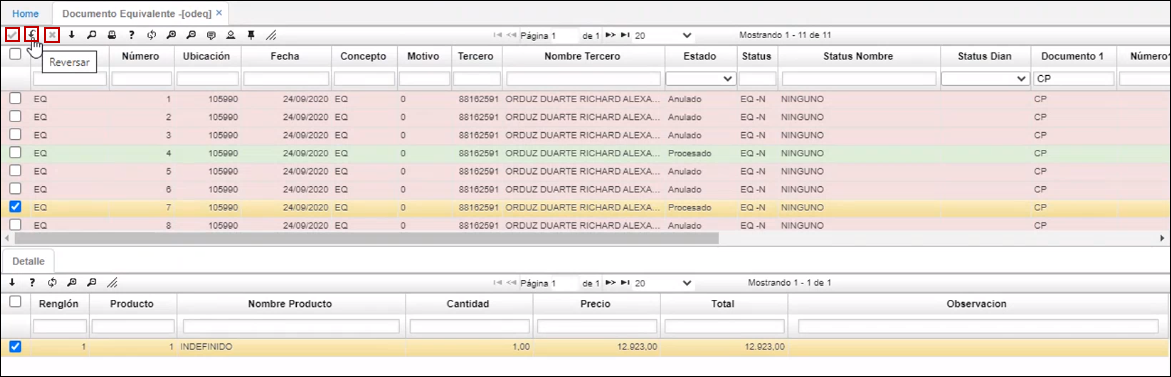 Home Documento Equivalente -[odeq] ×
Página 1 de 1 20 Mostrando 1 - 11 de 11
Reversar
Número Ubicación Fecha Concepto Motivo Tercero Nombre Tercero Estado Status Status Nombre Status Dian Documento 1 Número
CP
EQ 1 105990 24/09/2020 EQ 0 88162591 ORDUZ DUARTE RICHARD ALEXA... Anulado EQ -N NINGUNO CP
EQ 2 105990 24/09/2020 EQ 0 88162591 ORDUZ DUARTE RICHARD ALEXA... Anulado EQ -N NINGUNO CP
EQ 3 105990 24/09/2020 EQ 0 88162591 ORDUZ DUARTE RICHARD ALEXA... Anulado EQ -N NINGUNO CP
EQ 4 105990 24/09/2020 EQ 0 88162591 ORDUZ DUARTE RICHARD ALEXA... Procesado EQ -N NINGUNO CP
EQ 5 105990 24/09/2020 EQ 0 88162591 ORDUZ DUARTE RICHARD ALEXA... Anulado EQ -N NINGUNO CP
EQ 6 105990 24/09/2020 EQ 0 88162591 ORDUZ DUARTE RICHARD ALEXA... Anulado EQ -N NINGUNO CP
EQ 7 105990 24/09/2020 EQ 0 88162591 ORDUZ DUARTE RICHARD ALEXA... Procesado EQ -N NINGUNO CP
EQ 8 105990 24/09/2020 EQ 0 88162591 ORDUZ DUARTE RICHARD ALEXA... Anulado EQ -N NINGUNO CP
Detalle
Página 1 de 1 20 Mostrando 1 - 1 de 1
Renglón Producto Nombre Producto Cantidad Precio Total Observacion
1 1 INDEFINIDO 1,00 12.923,00 12.923,00